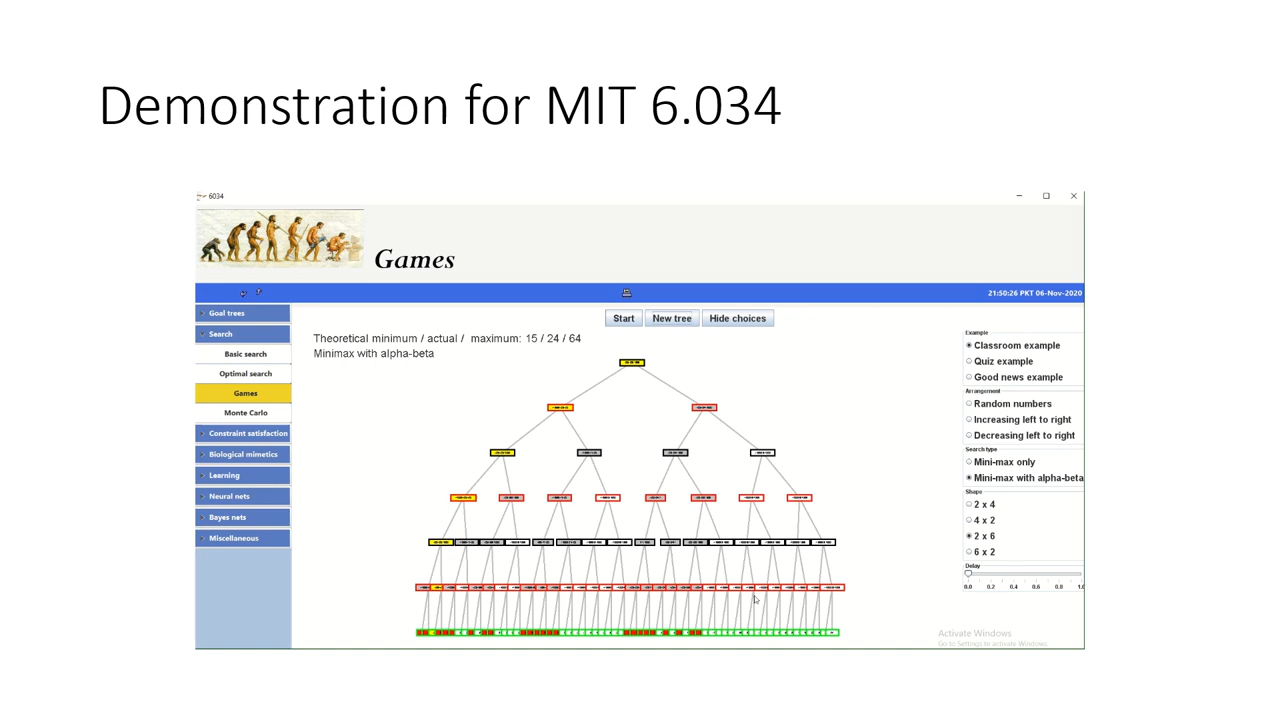 Demonstration for MIT 6.034
6034
Games
21:50:26 PKT 06-Nov-2020
Goal trees
Search
Basic search
Optimal search
Games
Monte Carlo
Constraint satisfaction
Biological mimetics
Learning
Neural nets
Bayes nets
Miscellaneous
Start
New tree
Hide choices
Theoretical minimum / actual / maximum: 15 / 24 / 64
Minimax with alpha-beta
Example
Classroom example
Quiz example
Good news example
Arrangement
Random numbers
Increasing left to right
Decreasing left to right
Search type
Mini-max only
Mini-max with alpha-beta
Shape
2 x 4
4 x 2
2 x 6
6 x 2
Delay
0.0 0.2 0.4 0.6 0.8
Activate Windows
Go to Settings to activate Windows.